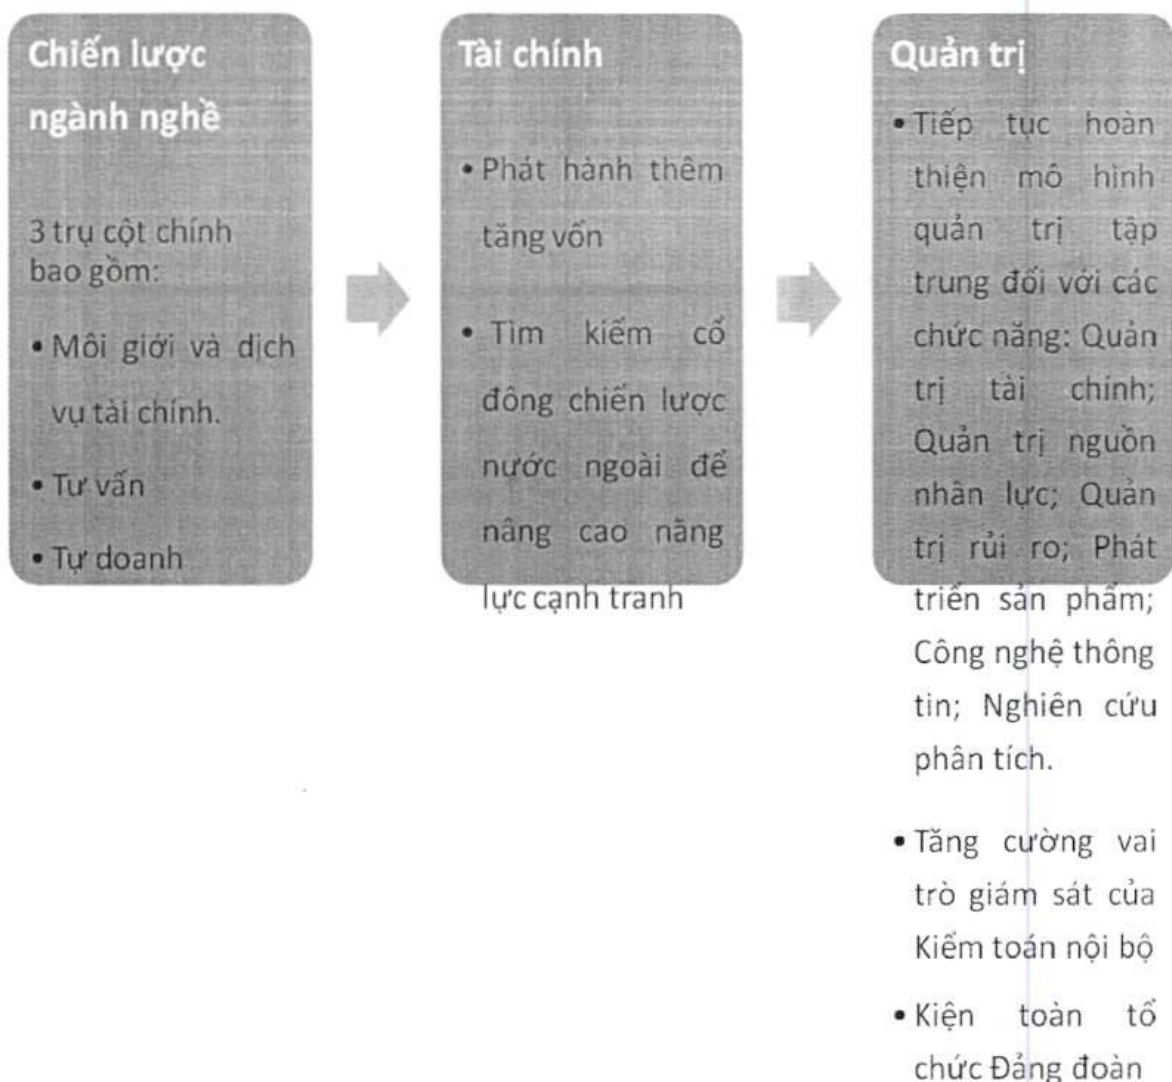 Chiến lược
ngành nghề
3 trụ cột chính
bao gồm:
• Môi giới và dịch
vụ tài chính.
• Tư vấn
• Tự doanh
Tài chính
• Phát hành thêm
tăng vốn
• Tìm kiếm cổ
đông chiến lược
nước ngoài để
nâng cao năng
lực cạnh tranh
Quản trị
• Tiếp tục hoàn
thiện mô hình
quản trị tập
trung đối với các
chức năng: Quản
trị tài chính;
Quản trị nguồn
nhân lực; Quản
trị rủi ro; Phát
triển sản phẩm;
Công nghệ thông
tin; Nghiên cứu
phân tích.
• Tăng cường vai
trò giám sát của
Kiểm toán nội bộ
• Kiện toàn tổ
chức Đảng đoàn